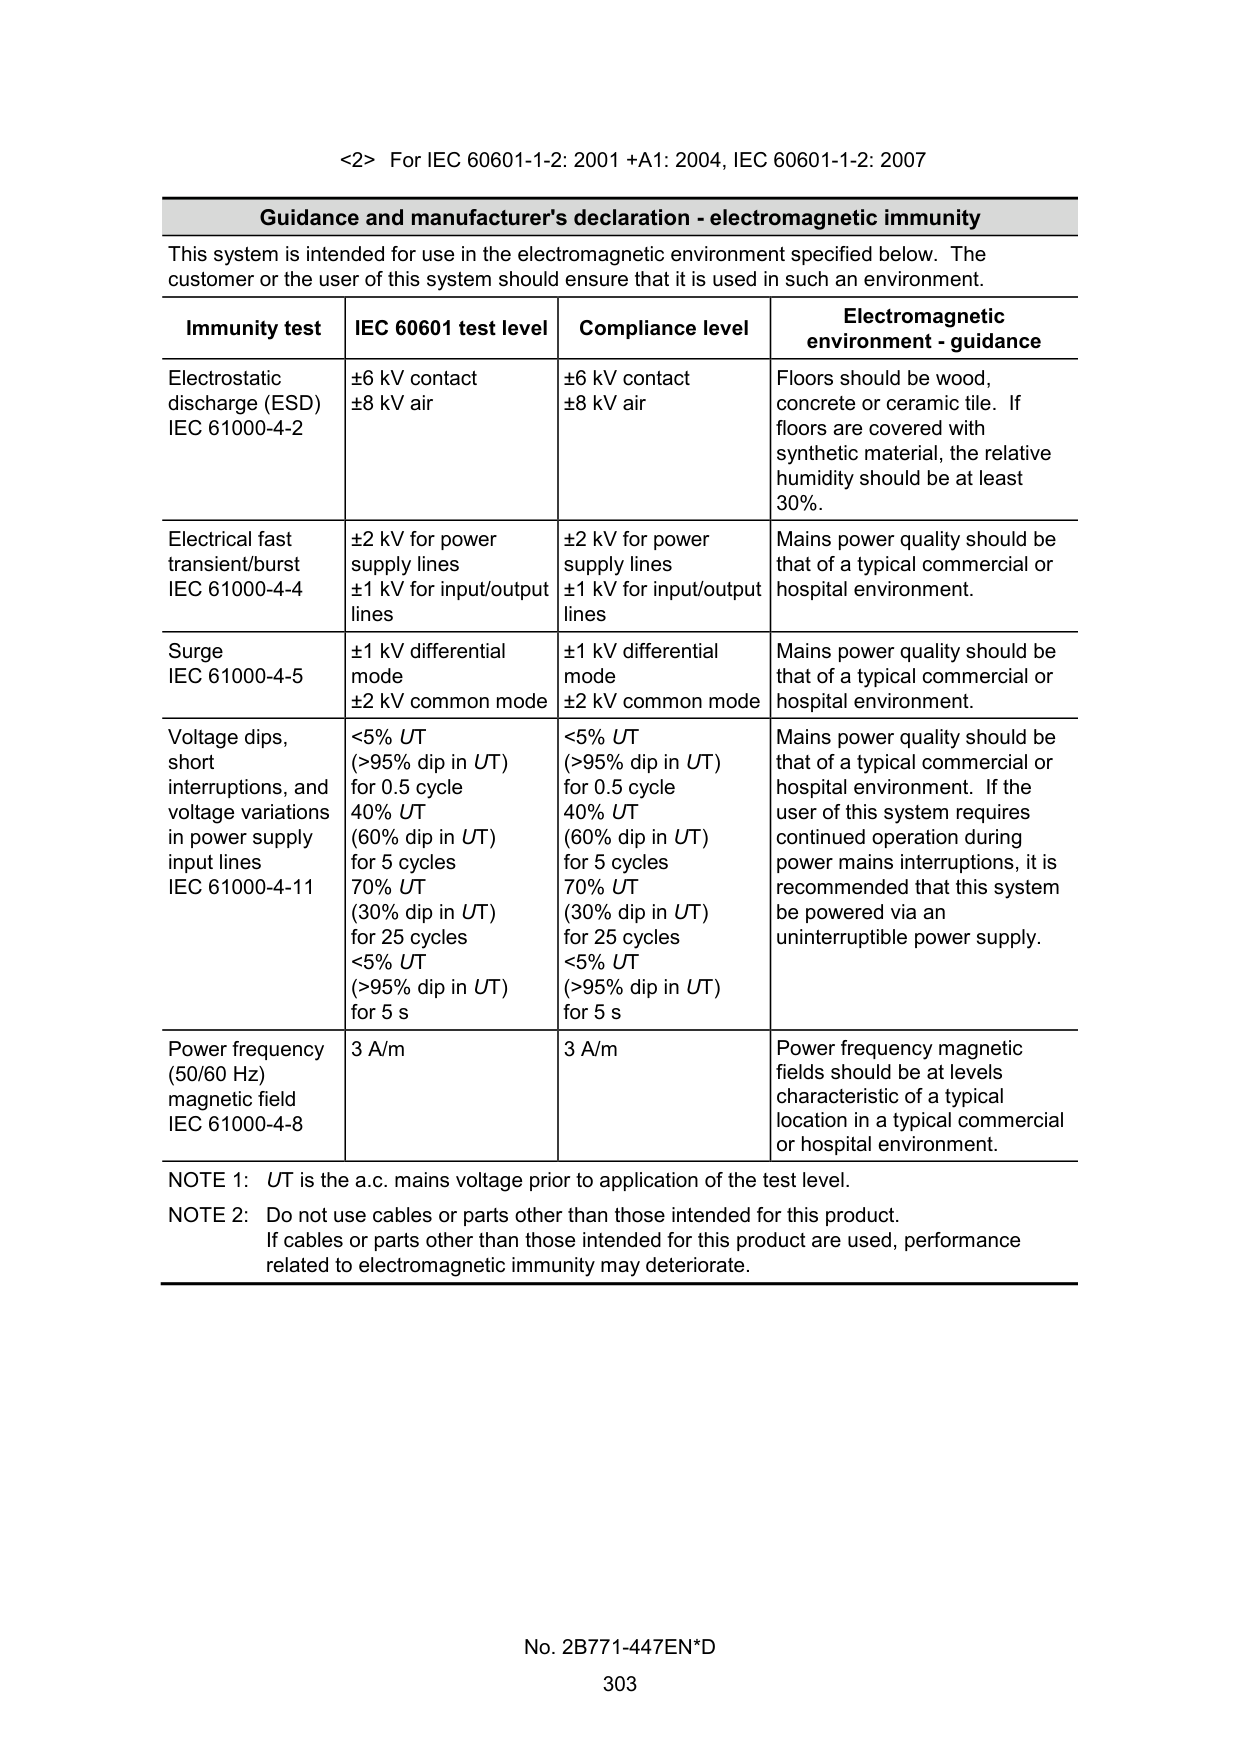 <2> For IEC 60601-1-2: 2001 +A1: 2004, IEC 60601-1-2: 2007
Guidance and manufacturer's declaration - electromagnetic immunity
This system is intended for use in the electromagnetic environment specified below. The
customer or the user of this system should ensure that it is used in such an environment.
Immunity test
IEC 60601 test level
Compliance level
Electromagnetic
environment - guidance
Electrostatic
discharge (ESD)
IEC 61000-4-2
±6 kV contact
±8 kV air
±6 kV contact
±8 kV air
Floors should be wood,
concrete or ceramic tile. If
floors are covered with
synthetic material, the relative
humidity should be at least
30%.
Electrical fast
transient/burst
IEC 61000-4-4
±2 kV for power
supply lines
±1 kV for input/output
lines
±2 kV for power
supply lines
±1 kV for input/output
lines
Mains power quality should be
that of a typical commercial or
hospital environment.
Surge
IEC 61000-4-5
±1 kV differential
mode
±2 kV common mode
±1 kV differential
mode
±2 kV common mode
Mains power quality should be
that of a typical commercial or
hospital environment.
Voltage dips,
short
interruptions, and
voltage variations
in power supply
input lines
IEC 61000-4-11
<5% UT
(>95% dip in UT)
for 0.5 cycle
40% UT
(60% dip in UT)
for 5 cycles
70% UT
(30% dip in UT)
for 25 cycles
<5% UT
(>95% dip in UT)
for 5 s
<5% UT
(>95% dip in UT)
for 0.5 cycle
40% UT
(60% dip in UT)
for 5 cycles
70% UT
(30% dip in UT)
for 25 cycles
<5% UT
(>95% dip in UT)
for 5 s
Mains power quality should be
that of a typical commercial or
hospital environment. If the
user of this system requires
continued operation during
power mains interruptions, it is
recommended that this system
be powered via an
uninterruptible power supply.
Power frequency
(50/60 Hz)
magnetic field
IEC 61000-4-8
3 A/m
3 A/m
Power frequency magnetic
fields should be at levels
characteristic of a typical
location in a typical commercial
or hospital environment.
NOTE 1: UT is the a.c. mains voltage prior to application of the test level.
NOTE 2: Do not use cables or parts other than those intended for this product.
If cables or parts other than those intended for this product are used, performance
related to electromagnetic immunity may deteriorate.
No. 2B771-447EN*D
303